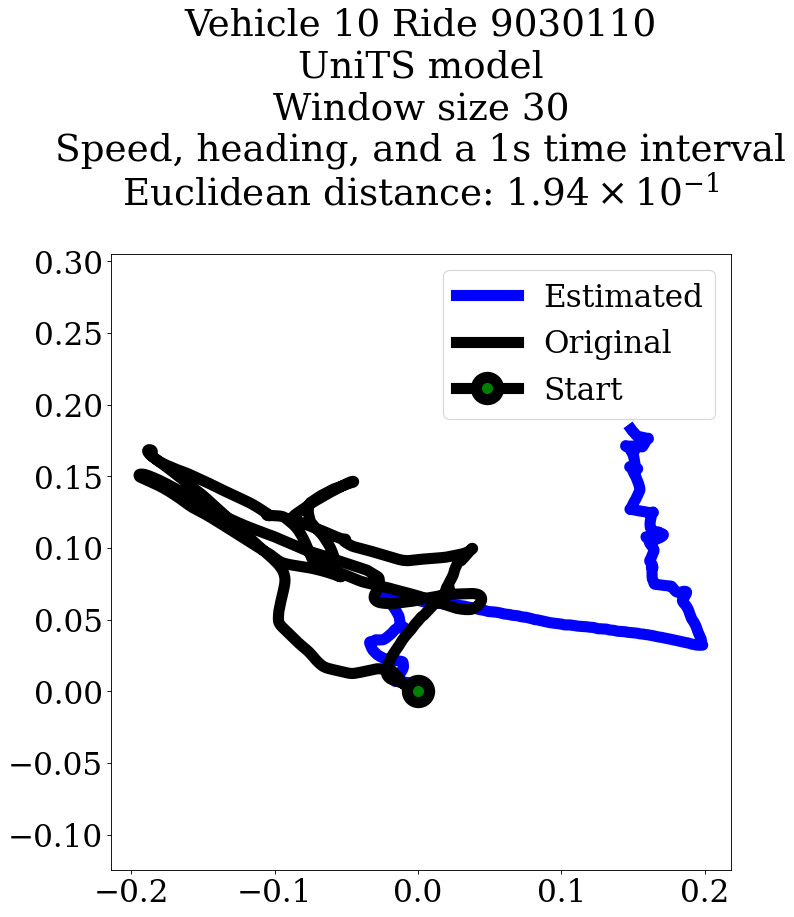 Vehicle 10 Ride 9030110
UniTS model
Window size 30
Speed, heading, and a 1s time interval
Euclidean distance: 1.94 × 10⁻¹
0.30
Estimated
0.25
Original
0.20
Start
0.15
0.10
0.05
0.00
−0.05
−0.10
−0.2 −0.1 0.0 0.1 0.2